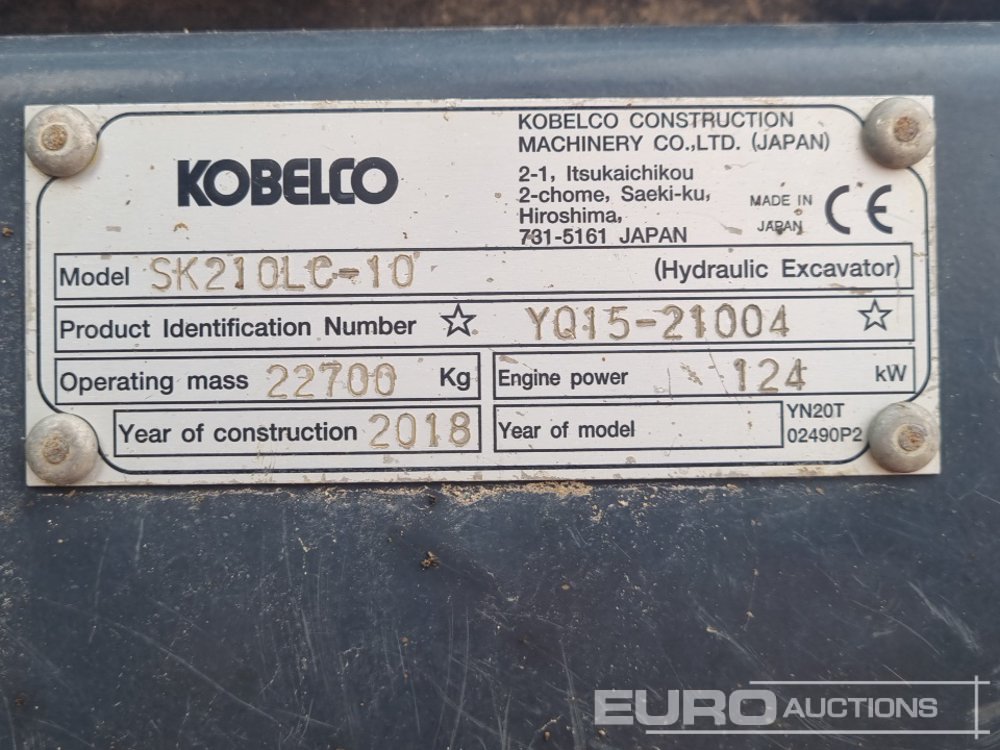 KOBELCO
KOBELCO CONSTRUCTION
MACHINERY CO.,LTD. (JAPAN)
2-1, Itsukaichikou
2-chome, Saeki-ku,
Hiroshima,
731-5161 JAPAN
MADE IN
JAPAN
CE
Model SK210LC-10 (Hydraulic Excavator)
Product Identification Number ☆ YQ15-21004 ☆
Operating mass 22700 Kg
Engine power 124 kW
Year of construction 2018
Year of model
YN20T
02490P2
EURO AUCTIONS